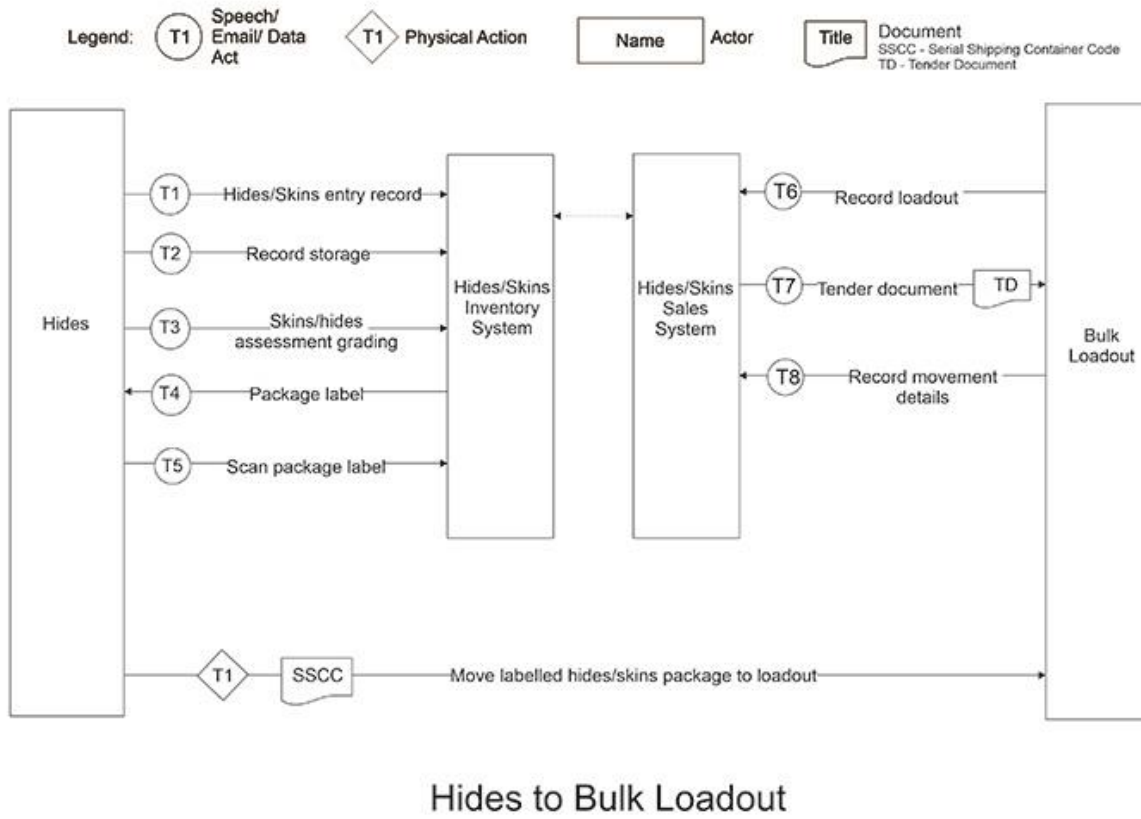 Legend:
T1
Speech/
Email/ Data
Act
T1
Physical Action
Name
Actor
Title
Document
SSCC - Serial Shipping Container Code
TD - Tender Document
Hides
T1
Hides/Skins entry record
T2
Record storage
T3
Skins/hides
assessment grading
T4
Package label
T5
Scan package label
Hides/Skins
Inventory
System
Hides/Skins
Sales
System
T6
Record loadout
T7
Tender document
TD
T8
Record movement
details
Bulk
Loadout
T1
SSCC
Move labelled hides/skins package to loadout
Hides to Bulk Loadout